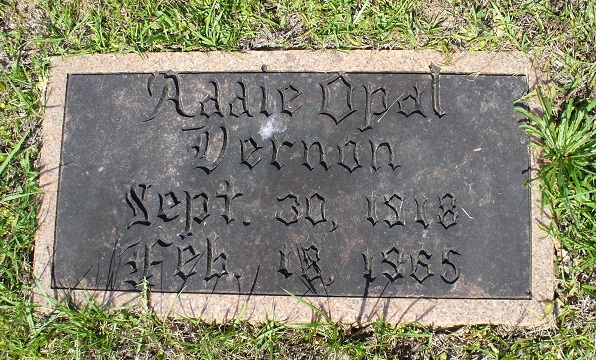 Addie Opal
Vernon
Sept. 30, 1918
Feb. 18, 1965